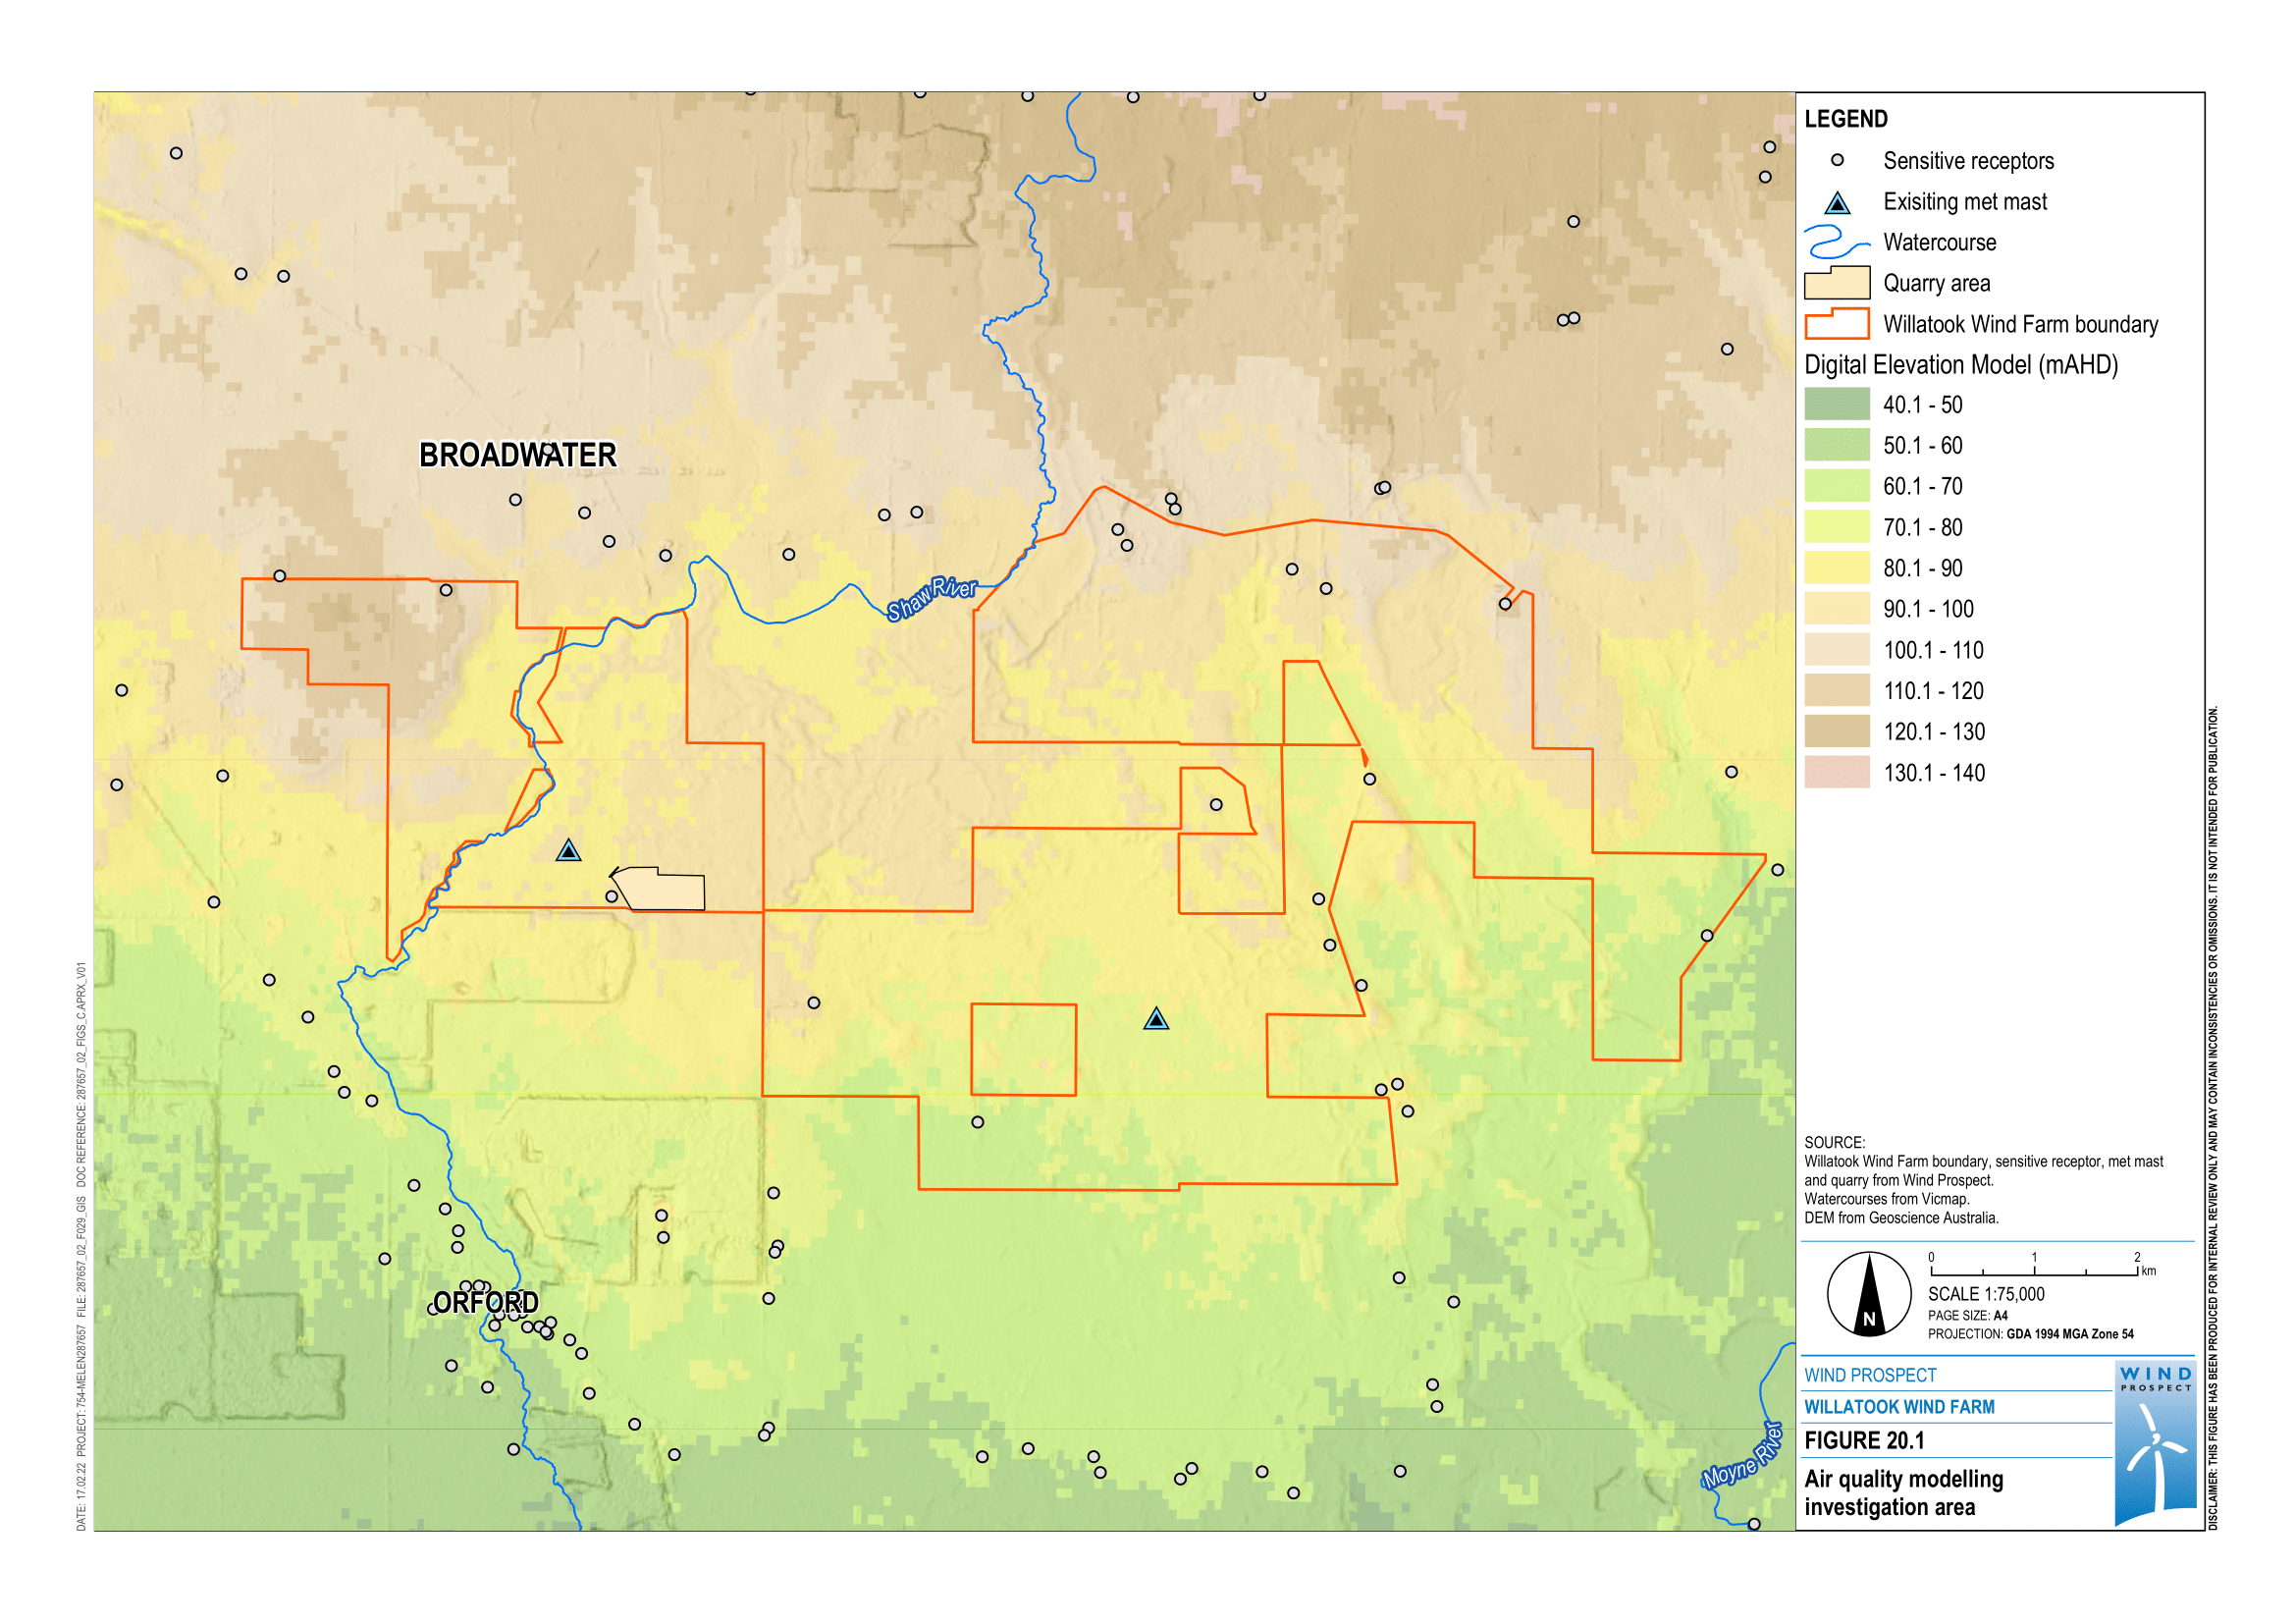 BROADWATER
Shaw River
ORFORD
Moyne River
LEGEND
Sensitive receptors
Exisiting met mast
Watercourse
Quarry area
Willatook Wind Farm boundary
Digital Elevation Model (mAHD)
40.1 - 50
50.1 - 60
60.1 - 70
70.1 - 80
80.1 - 90
90.1 - 100
100.1 - 110
110.1 - 120
120.1 - 130
130.1 - 140
SOURCE:
Willatook Wind Farm boundary, sensitive receptor, met mast
and quarry from Wind Prospect.
Watercourses from Vicmap.
DEM from Geoscience Australia.
0 1 2
km
N
SCALE 1:75,000
PAGE SIZE: A4
PROJECTION: GDA 1994 MGA Zone 54
WIND PROSPECT
WILLATOOK WIND FARM
FIGURE 20.1
Air quality modelling
investigation area
WIND
PROSPECT
DATE: 17.02.22 PROJECT: 754-MELEN287657 FILE: 287657_02_F029_GIS DOC REFERENCE: 287657_02_FIGS_C.APRX_V01
DISCLAIMER: THIS FIGURE HAS BEEN PRODUCED FOR INTERNAL REVIEW ONLY AND MAY CONTAIN INCONSISTENCIES OR OMISSIONS. IT IS NOT INTENDED FOR PUBLICATION.